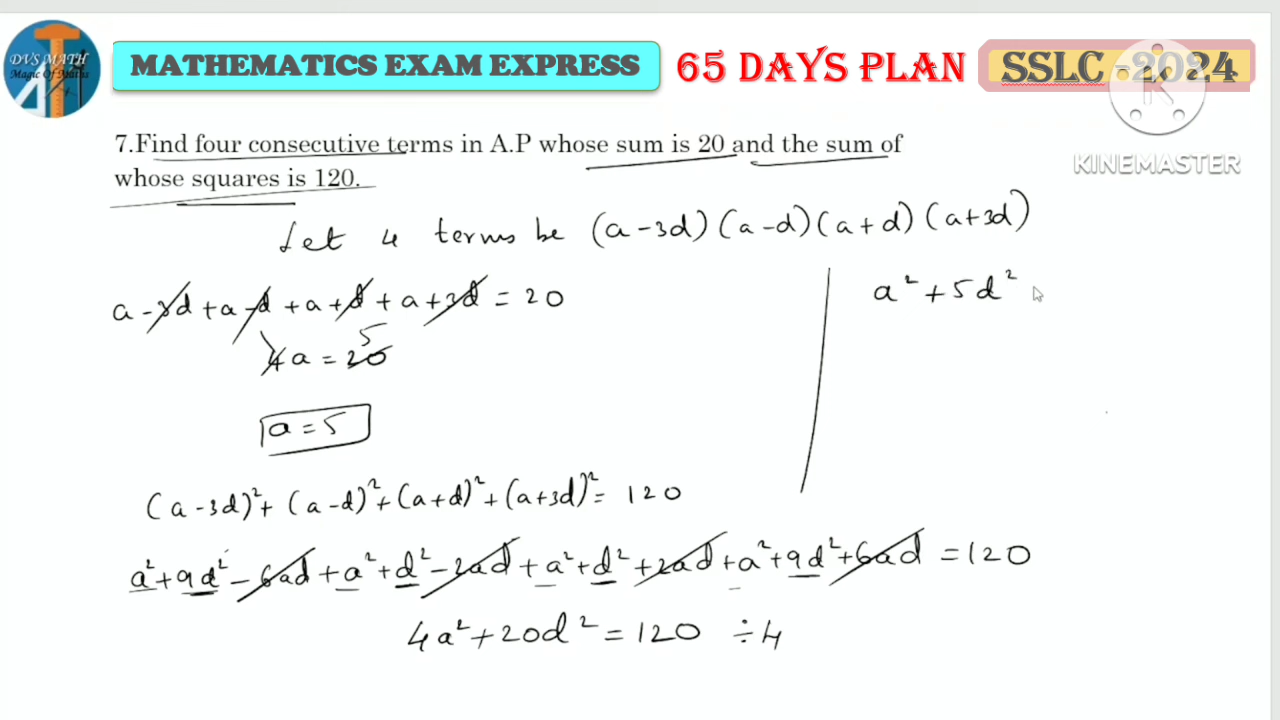 DVS MATH
Magic Of Maths
MATHEMATICS EXAM EXPRESS
65 DAYS PLAN
SSLC -2024
KINEMASTER
7.Find four consecutive terms in A.P whose sum is 20 and the sum of
whose squares is 120.
Let 4 terms be (a-3d) (a-d) (a+d) (a+3d)
a-3d+a-d+a+d+a+3d = 20
4a = 20
5
a = 5
(a-3d)²+(a-d)²+(a+d)²+(a+3d)²= 120
a²+9d²-6ad+a²+d²-2ad+a²+d²+2ad+a²+9d²+6ad =120
4a²+20d²=120 ÷4
a²+5d²